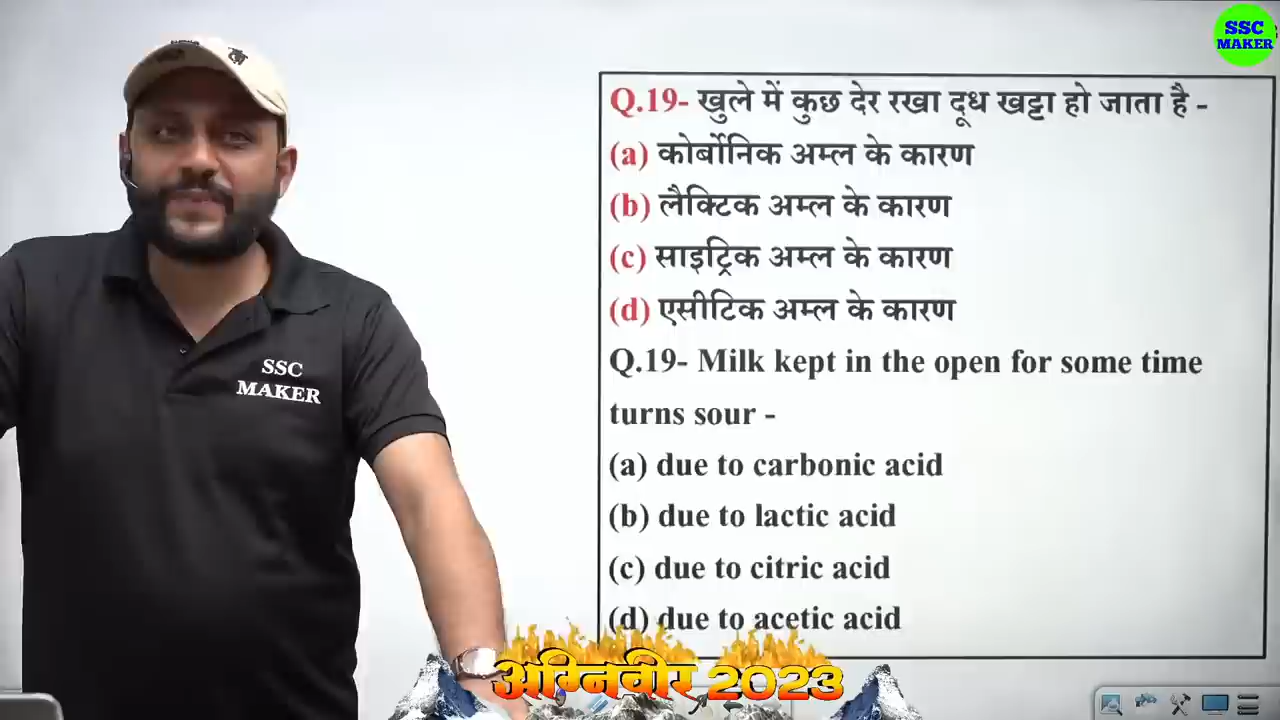 SSC
MAKER
Q.19- खुले में कुछ देर रखा दूध खट्टा हो जाता है -
(a) कोर्बोनिक अम्ल के कारण
(b) लैक्टिक अम्ल के कारण
(c) साइट्रिक अम्ल के कारण
(d) एसीटिक अम्ल के कारण
Q.19- Milk kept in the open for some time
turns sour -
(a) due to carbonic acid
(b) due to lactic acid
(c) due to citric acid
(d) due to acetic acid
SSC
MAKER
अग्निवीर 2023